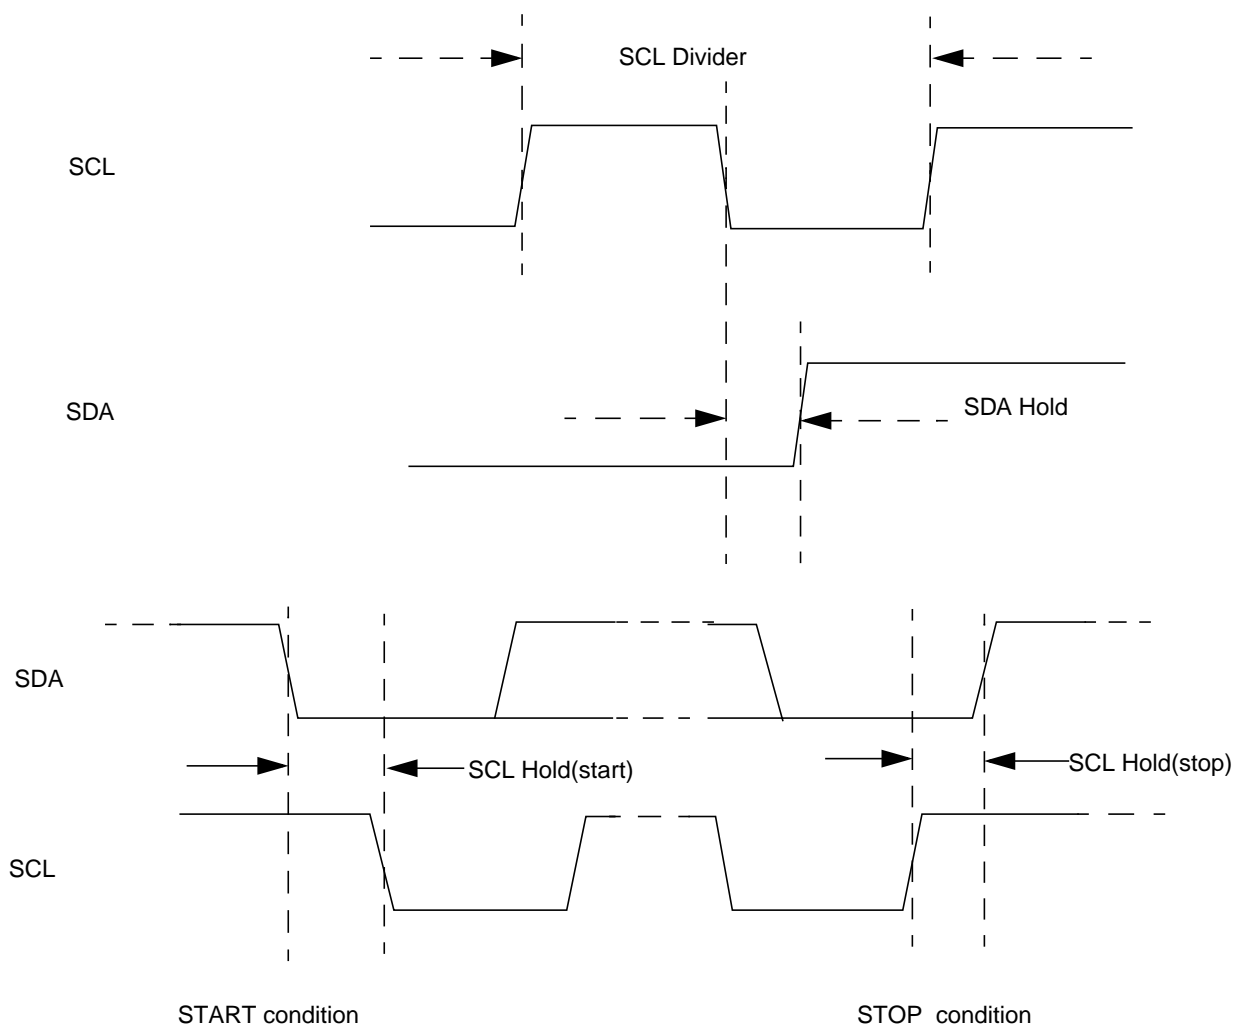 SCL Divider
SCL
SDA
SDA Hold
SDA
SCL Hold(start)
SCL Hold(stop)
SCL
START condition
STOP condition